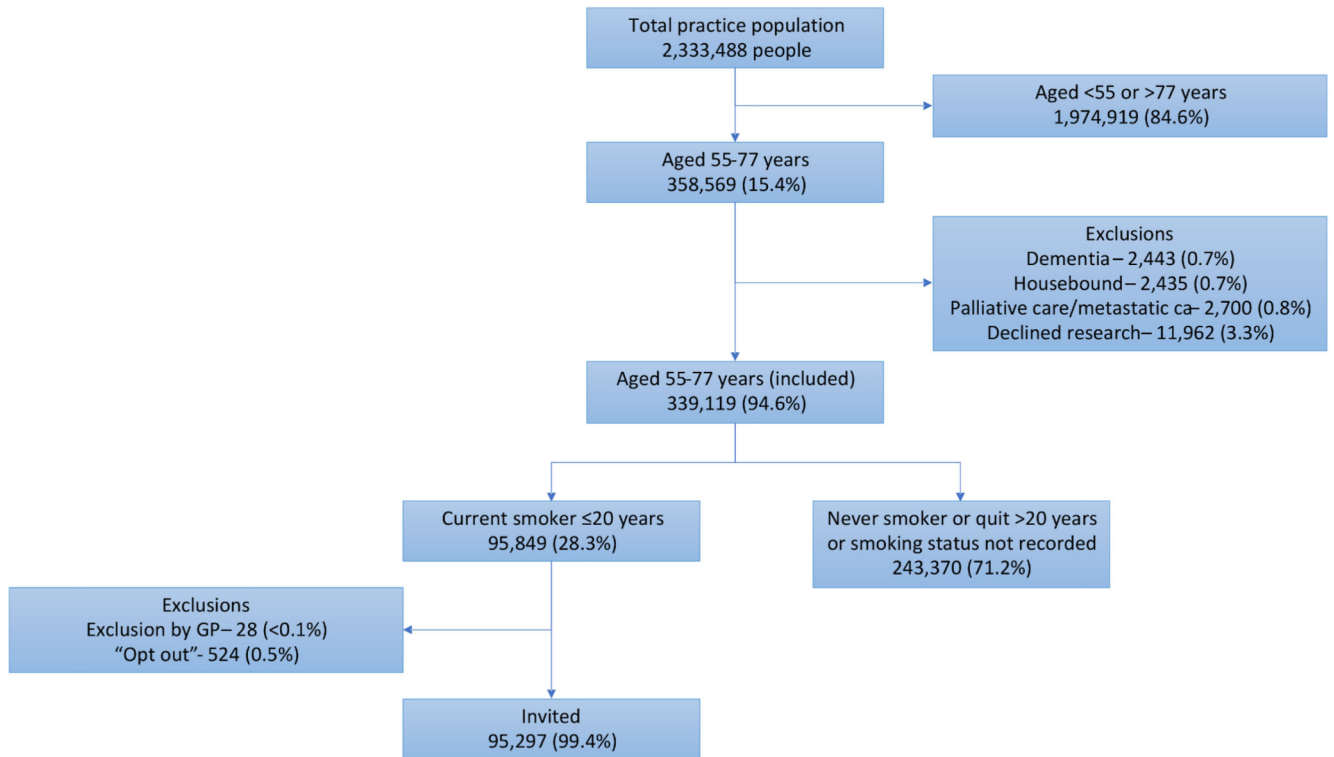 Total practice population
2,333,488 people
Aged <55 or >77 years
1,974,919 (84.6%)
Aged 55-77 years
358,569 (15.4%)
Exclusions
Dementia– 2,443 (0.7%)
Housebound– 2,435 (0.7%)
Palliative care/metastatic ca– 2,700 (0.8%)
Declined research– 11,962 (3.3%)
Aged 55-77 years (included)
339,119 (94.6%)
Current smoker ≤20 years
95,849 (28.3%)
Never smoker or quit >20 years
or smoking status not recorded
243,370 (71.2%)
Exclusions
Exclusion by GP– 28 (<0.1%)
“Opt out”- 524 (0.5%)
Invited
95,297 (99.4%)